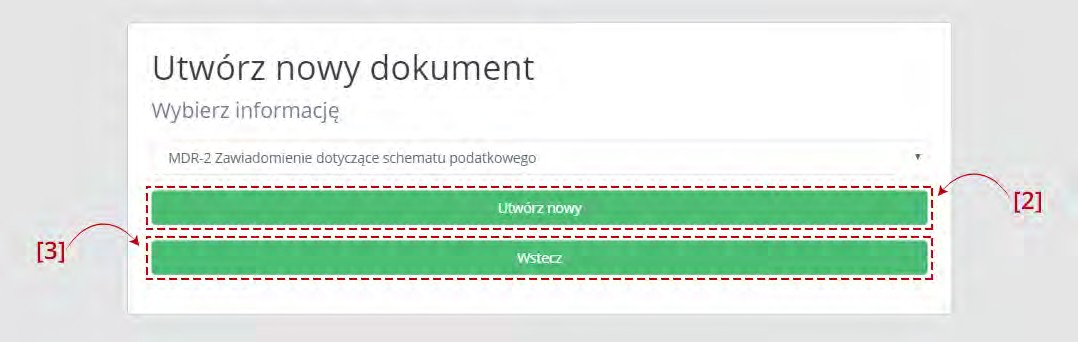 Utwórz nowy dokument
Wybierz informację
MDR-2 Zawiadomienie dotyczące schematu podatkowego
Utwórz nowy
[2]
[3]
Wstecz